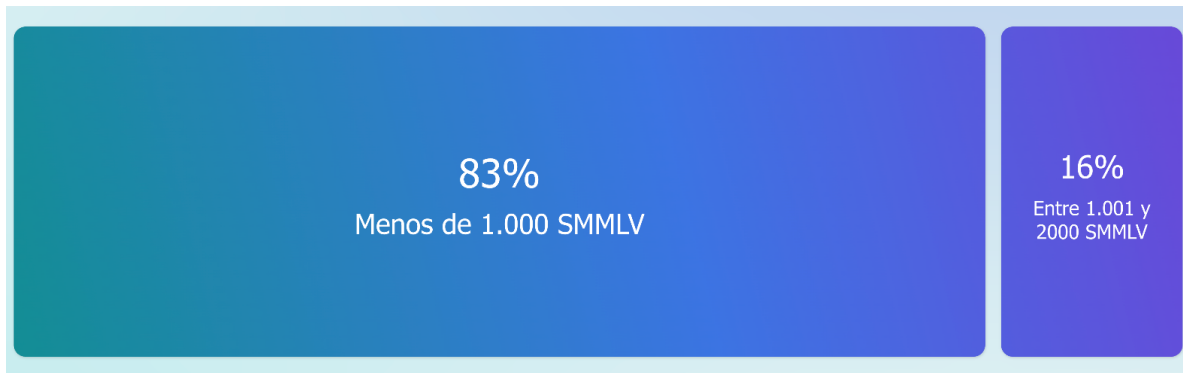 83%
Menos de 1.000 SMMLV
16%
Entre 1.001 y
2000 SMMLV